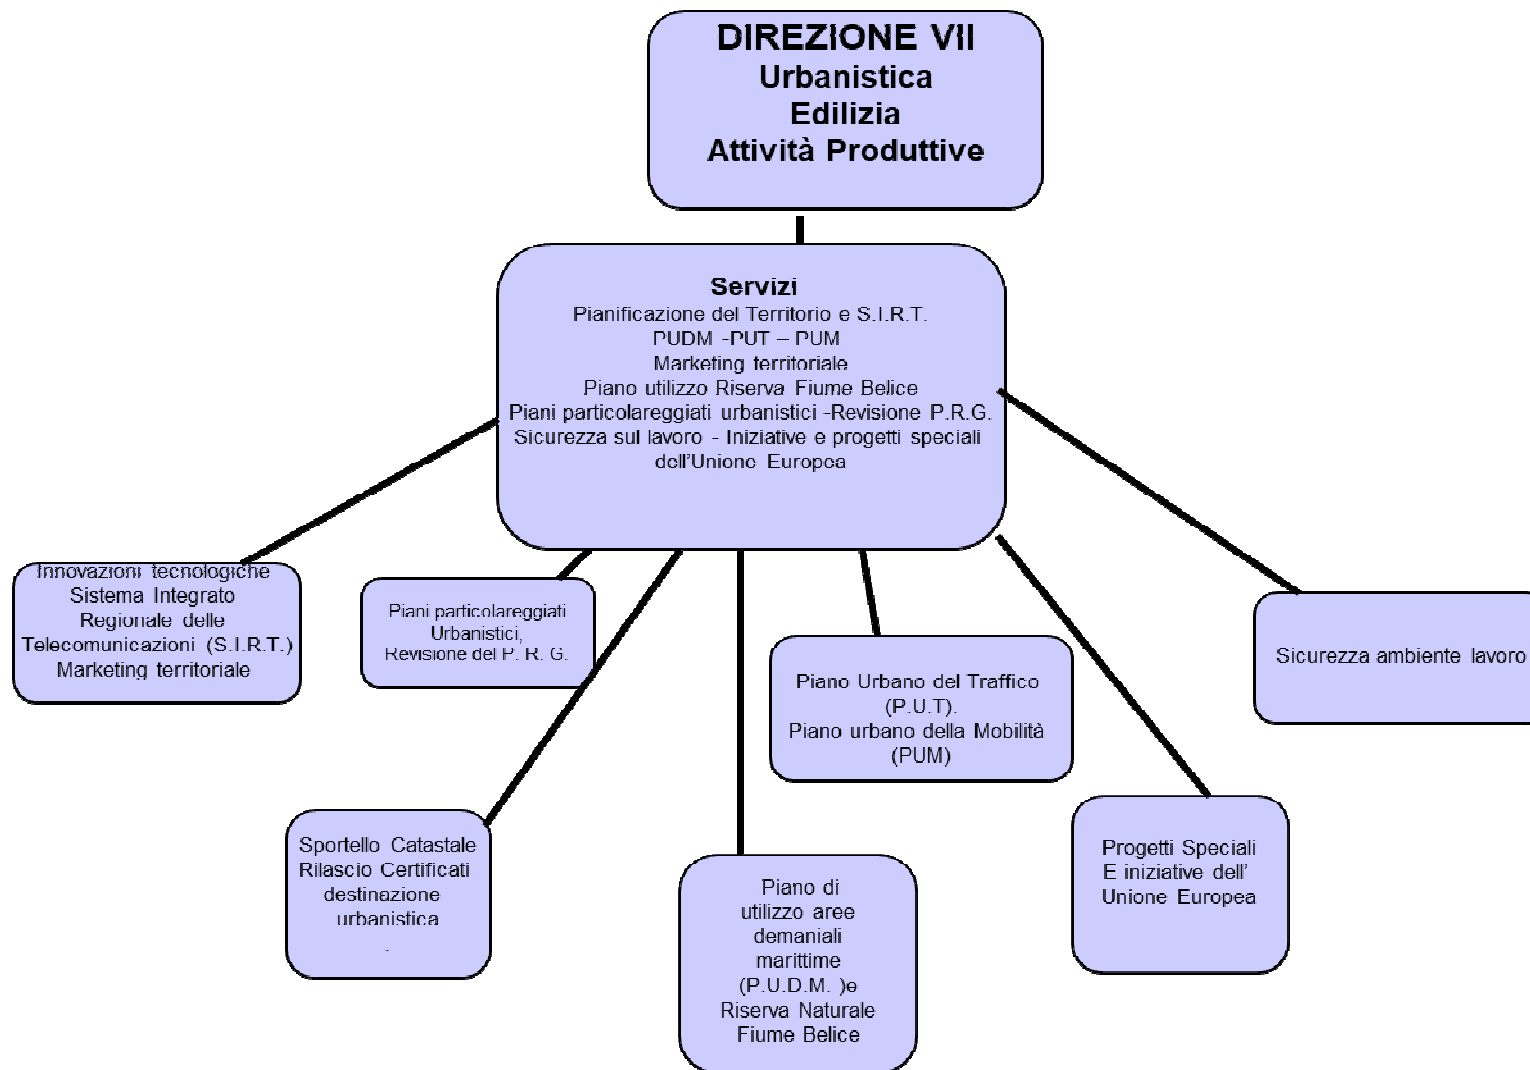 DIREZIONE VII
Urbanistica
Edilizia
Attività Produttive
Servizi
Pianificazione del Territorio e S.I.R.T.
PUDM -PUT – PUM
Marketing territoriale
Piano utilizzo Riserva Fiume Belice
Piani particolareggiati urbanistici -Revisione P.R.G.
Sicurezza sul lavoro - Iniziative e progetti speciali
dell'Unione Europea
Innovazioni tecnologiche
Sistema Integrato
Regionale delle
Telecomunicazioni (S.I.R.T.)
Marketing territoriale
Piani particolareggiati
Urbanistici,
Revisione del P. R. G.
Piano Urbano del Traffico
(P.U.T).
Piano urbano della Mobilità
(PUM)
Sicurezza ambiente lavoro
Sportello Catastale
Rilascio Certificati
destinazione
urbanistica
.
Piano di
utilizzo aree
demaniali
marittime
(P.U.D.M. )e
Riserva Naturale
Fiume Belice
Progetti Speciali
E iniziative dell'
Unione Europea